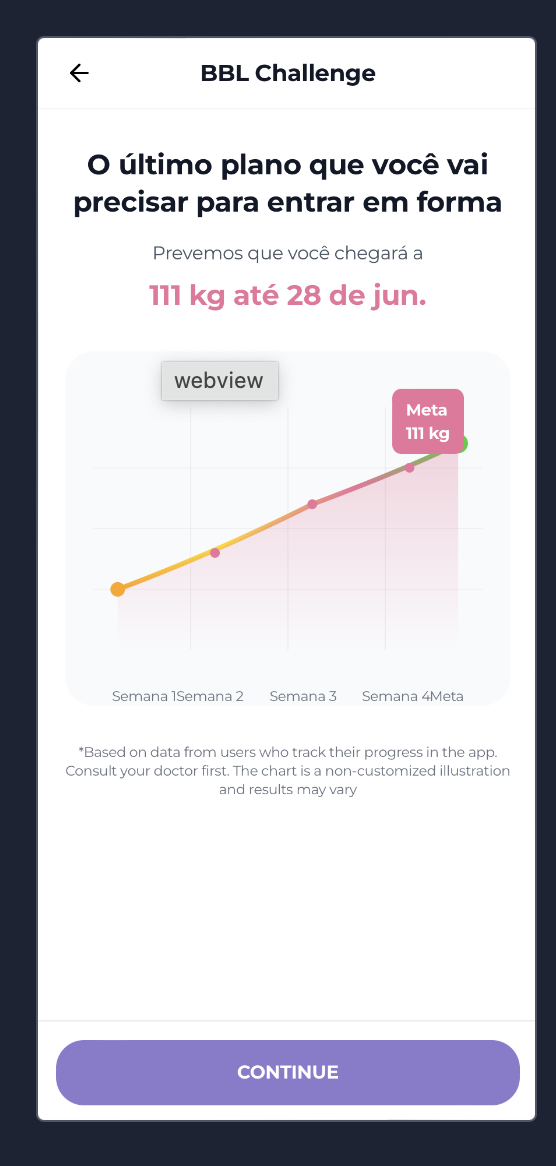 BBL Challenge
O último plano que você vai
precisar para entrar em forma
Prevemos que você chegará a
111 kg até 28 de jun.
webview
Meta
111 kg
Semana 1Semana 2 Semana 3 Semana 4Meta
*Based on data from users who track their progress in the app.
Consult your doctor first. The chart is a non-customized illustration
and results may vary
CONTINUE